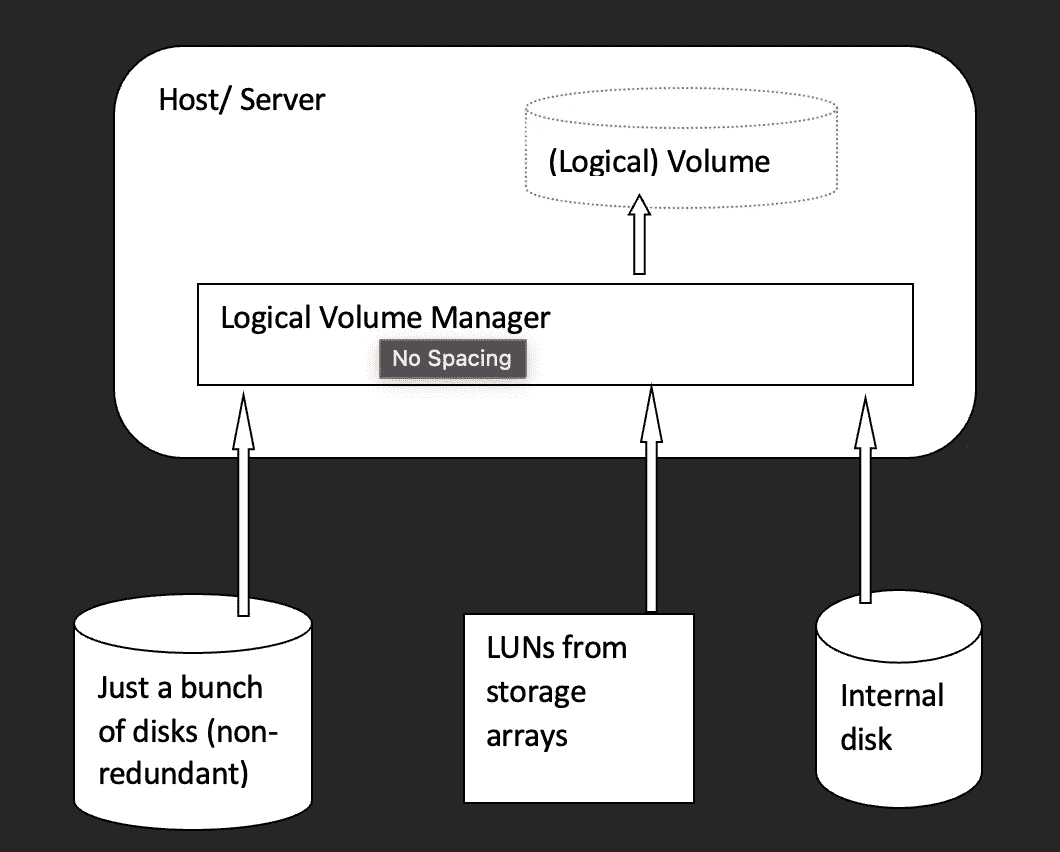 Host/ Server
(Logical) Volume
Logical Volume Manager
No Spacing
Just a bunch
of disks (non-
redundant)
LUNs from
storage
arrays
Internal
disk